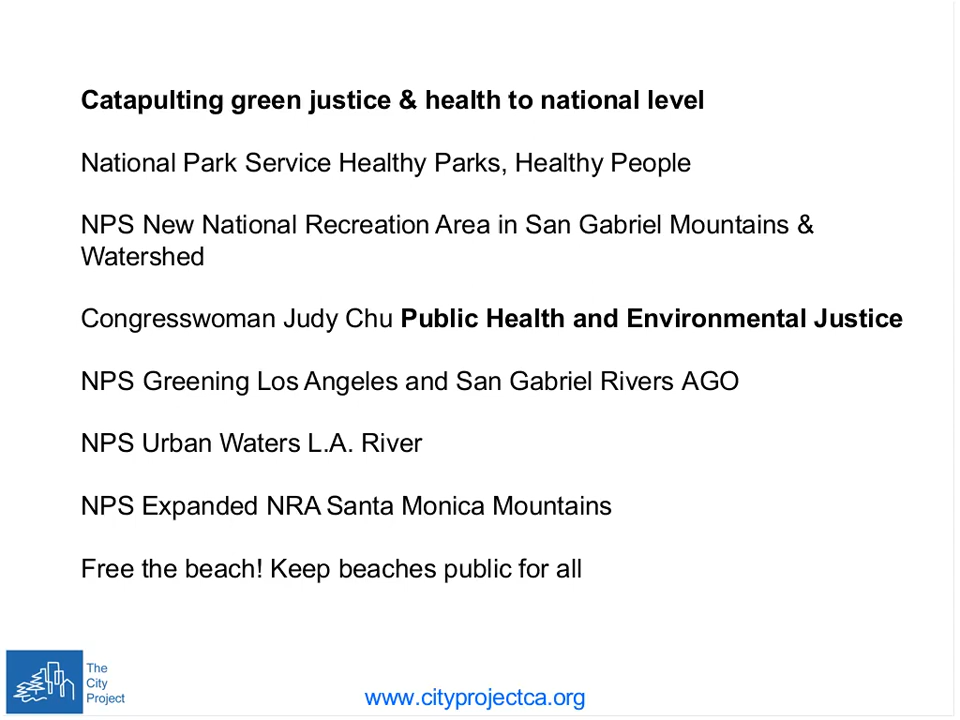 Catapulting green justice & health to national level
National Park Service Healthy Parks, Healthy People
NPS New National Recreation Area in San Gabriel Mountains &
Watershed
Congresswoman Judy Chu Public Health and Environmental Justice
NPS Greening Los Angeles and San Gabriel Rivers AGO
NPS Urban Waters L.A. River
NPS Expanded NRA Santa Monica Mountains
Free the beach! Keep beaches public for all
The
City
Project
www.cityprojectca.org